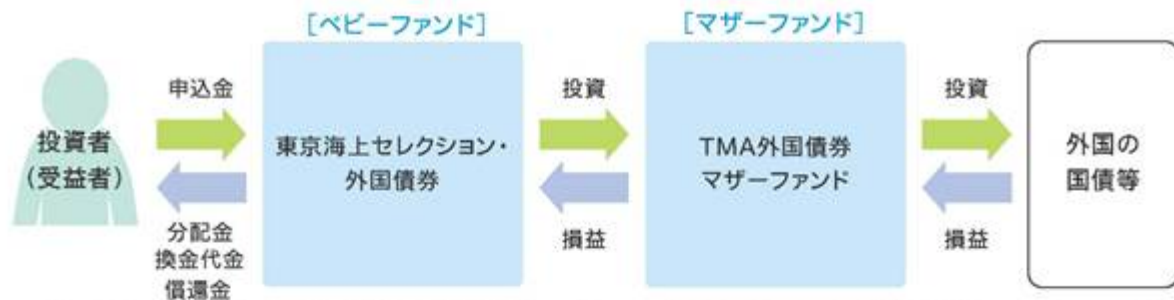 [ベビーファンド]
[マザーファンド]
申込金
投資
投資
投資者
(受益者)
東京海上セレクション・
外国債券
TMA外国債券
マザーファンド
外国の
国債等
分配金
換金代金
償還金
損益
損益